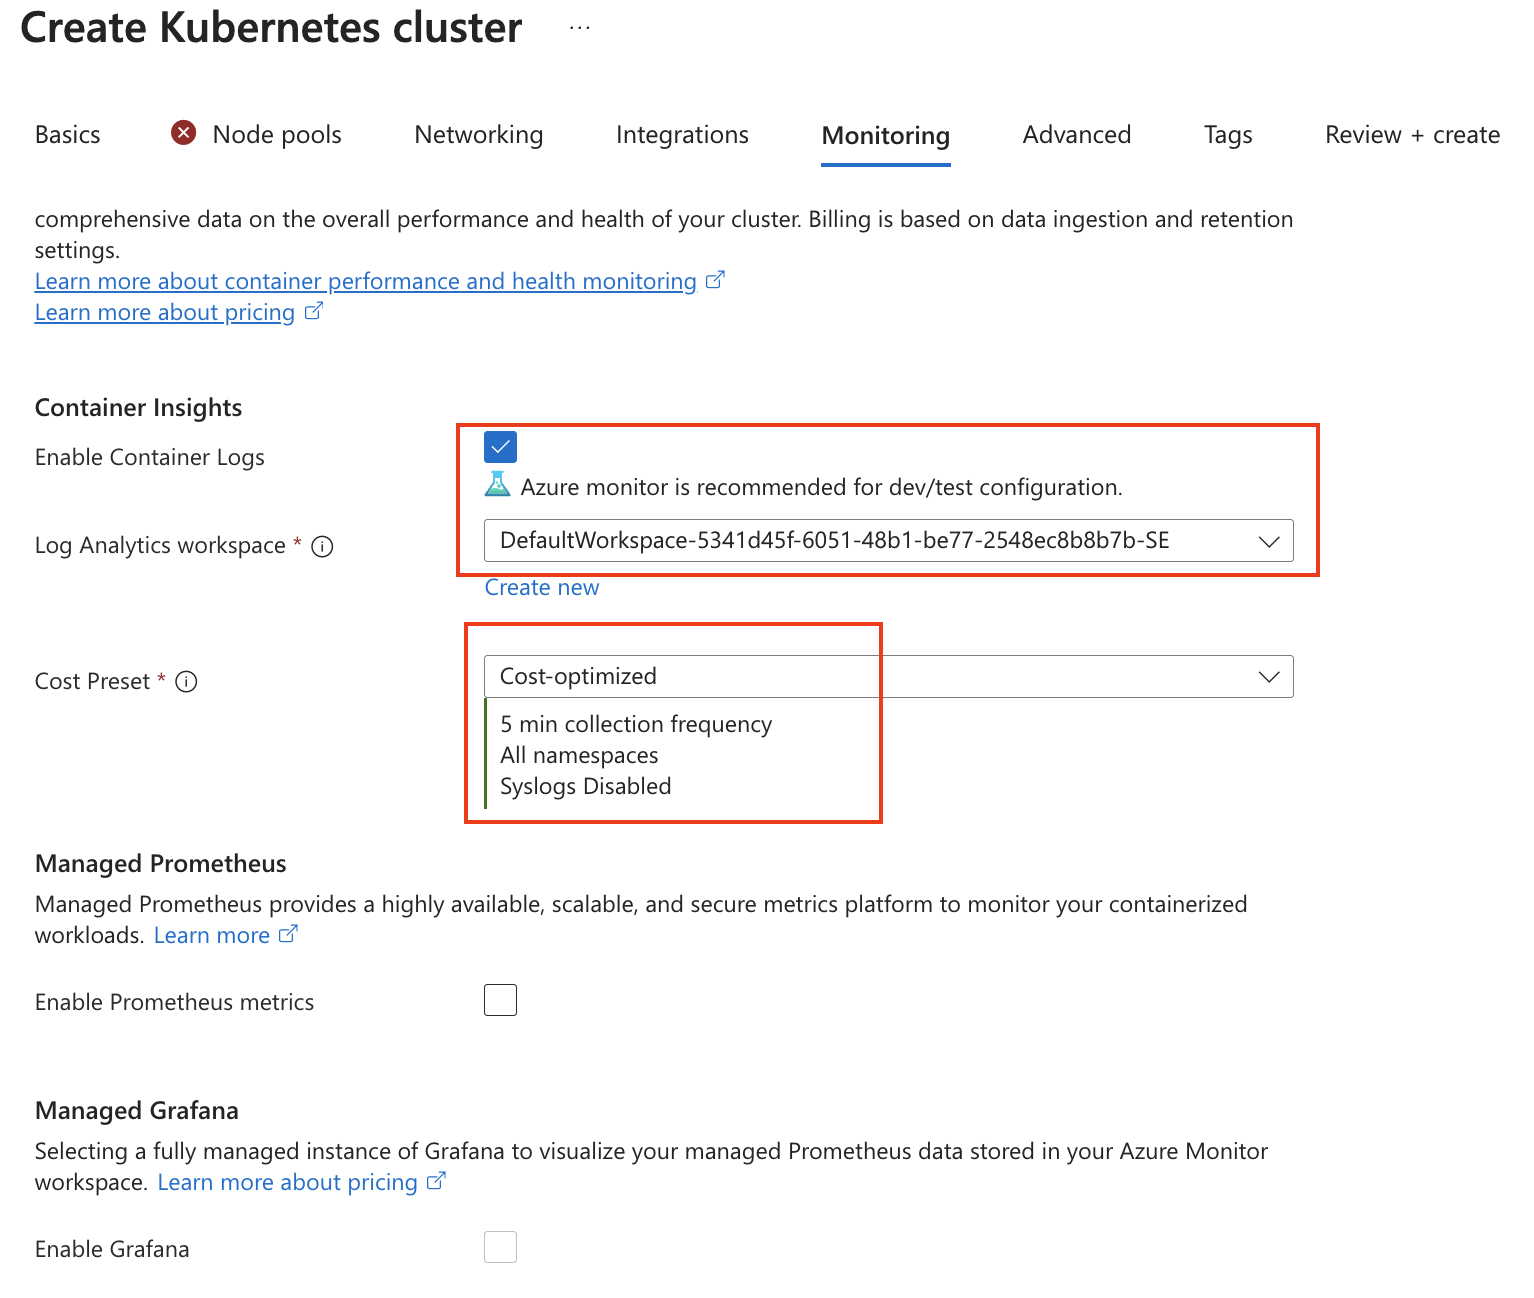 Create Kubernetes cluster ...
Basics Node pools Networking Integrations Monitoring Advanced Tags Review + create
comprehensive data on the overall performance and health of your cluster. Billing is based on data ingestion and retention
settings.
Learn more about container performance and health monitoring
Learn more about pricing
Container Insights
Enable Container Logs
Azure monitor is recommended for dev/test configuration.
Log Analytics workspace *
DefaultWorkspace-5341d45f-6051-48b1-be77-2548ec8b8b7b-SE
Create new
Cost Preset *
Cost-optimized
5 min collection frequency
All namespaces
Syslogs Disabled
Managed Prometheus
Managed Prometheus provides a highly available, scalable, and secure metrics platform to monitor your containerized
workloads. Learn more
Enable Prometheus metrics
Managed Grafana
Selecting a fully managed instance of Grafana to visualize your managed Prometheus data stored in your Azure Monitor
workspace. Learn more about pricing
Enable Grafana